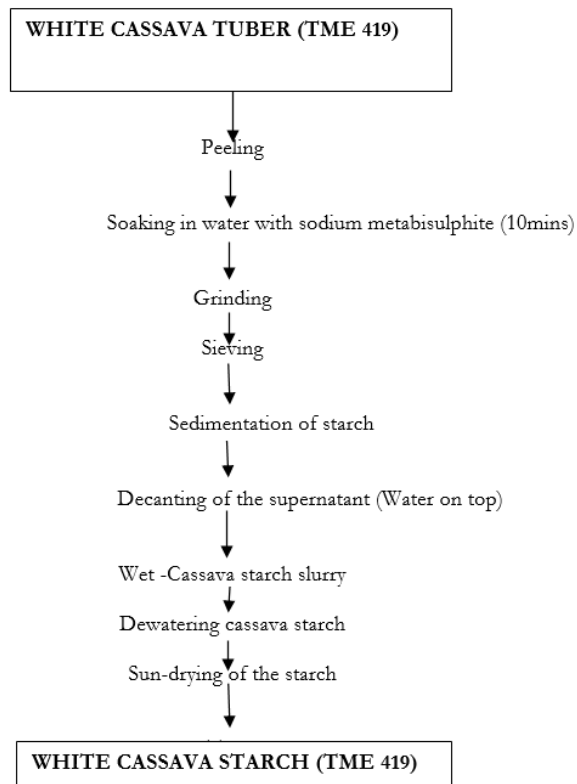 WHITE CASSAVA TUBER (TME 419)
Peeling
Soaking in water with sodium metabisulphite (10mins)
Grinding
Sieving
Sedimentation of starch
Decanting of the supernatant (Water on top)
Wet -Cassava starch slurry
Dewatering cassava starch
Sun-drying of the starch
WHITE CASSAVA STARCH (TME 419)